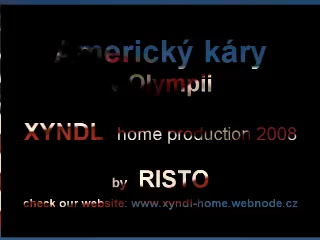 Americký káry
v Olympii
XYNDL home production 2008
by RISTO
check our website: www.xyndl-home.webnode.cz